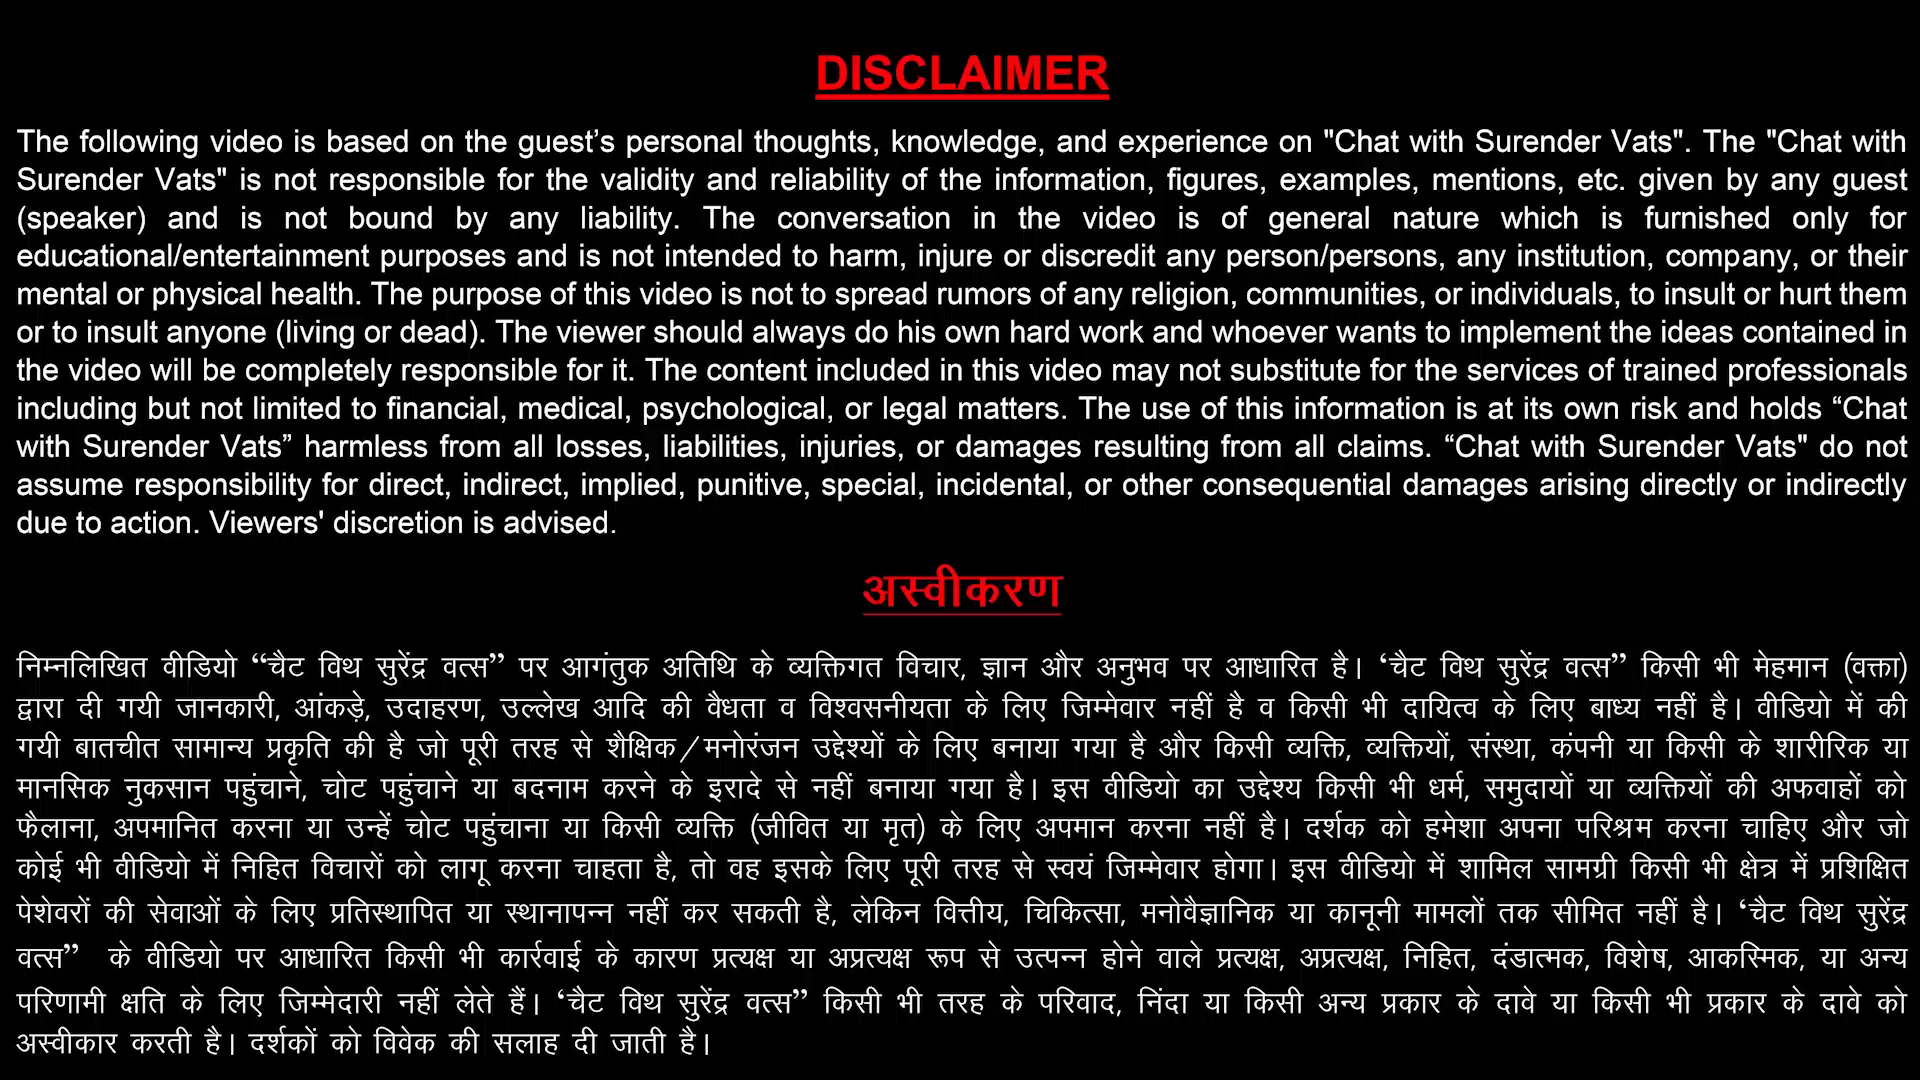 DISCLAIMER
The following video is based on the guest’s personal thoughts, knowledge, and experience on "Chat with Surender Vats". The "Chat with
Surender Vats" is not responsible for the validity and reliability of the information, figures, examples, mentions, etc. given by any guest
(speaker) and is not bound by any liability. The conversation in the video is of general nature which is furnished only for
educational/entertainment purposes and is not intended to harm, injure or discredit any person/persons, any institution, company, or their
mental or physical health. The purpose of this video is not to spread rumors of any religion, communities, or individuals, to insult or hurt them
or to insult anyone (living or dead). The viewer should always do his own hard work and whoever wants to implement the ideas contained in
the video will be completely responsible for it. The content included in this video may not substitute for the services of trained professionals
including but not limited to financial, medical, psychological, or legal matters. The use of this information is at its own risk and holds “Chat
with Surender Vats” harmless from all losses, liabilities, injuries, or damages resulting from all claims. “Chat with Surender Vats" do not
assume responsibility for direct, indirect, implied, punitive, special, incidental, or other consequential damages arising directly or indirectly
due to action. Viewers' discretion is advised.
अस्वीकरण
निम्नलिखित वीडियो “चैट विथ सुरेंद्र वत्स” पर आगंतुक अतिथि के व्यक्तिगत विचार, ज्ञान और अनुभव पर आधारित है। ‘चैट विथ सुरेंद्र वत्स” किसी भी मेहमान (वक्ता)
द्वारा दी गयी जानकारी, आंकड़े, उदाहरण, उल्लेख आदि की वैधता व विश्वसनीयता के लिए जिम्मेवार नहीं है व किसी भी दायित्व के लिए बाध्य नहीं है। वीडियो में की
गयी बातचीत सामान्य प्रकृति की है जो पूरी तरह से शैक्षिक/मनोरंजन उद्देश्यों के लिए बनाया गया है और किसी व्यक्ति, व्यक्तियों, संस्था, कंपनी या किसी के शारीरिक या
मानसिक नुकसान पहुंचाने, चोट पहुंचाने या बदनाम करने के इरादे से नहीं बनाया गया है। इस वीडियो का उद्देश्य किसी भी धर्म, समुदायों या व्यक्तियों की अफवाहों को
फैलाना, अपमानित करना या उन्हें चोट पहुंचाना या किसी व्यक्ति (जीवित या मृत) के लिए अपमान करना नहीं है। दर्शक को हमेशा अपना परिश्रम करना चाहिए और जो
कोई भी वीडियो में निहित विचारों को लागू करना चाहता है, तो वह इसके लिए पूरी तरह से स्वयं जिम्मेवार होगा। इस वीडियो में शामिल सामग्री किसी भी क्षेत्र में प्रशिक्षित
पेशेवरों की सेवाओं के लिए प्रतिस्थापित या स्थानापन्न नहीं कर सकती है, लेकिन वित्तीय, चिकित्सा, मनोवैज्ञानिक या कानूनी मामलों तक सीमित नहीं है। ‘चैट विथ सुरेंद्र
वत्स” के वीडियो पर आधारित किसी भी कार्रवाई के कारण प्रत्यक्ष या अप्रत्यक्ष रूप से उत्पन्न होने वाले प्रत्यक्ष, अप्रत्यक्ष, निहित, दंडात्मक, विशेष, आकस्मिक, या अन्य
परिणामी क्षति के लिए जिम्मेदारी नहीं लेते हैं। ‘चैट विथ सुरेंद्र वत्स” किसी भी तरह के परिवाद, निंदा या किसी अन्य प्रकार के दावे या किसी भी प्रकार के दावे को
अस्वीकार करती है। दर्शकों को विवेक की सलाह दी जाती है।